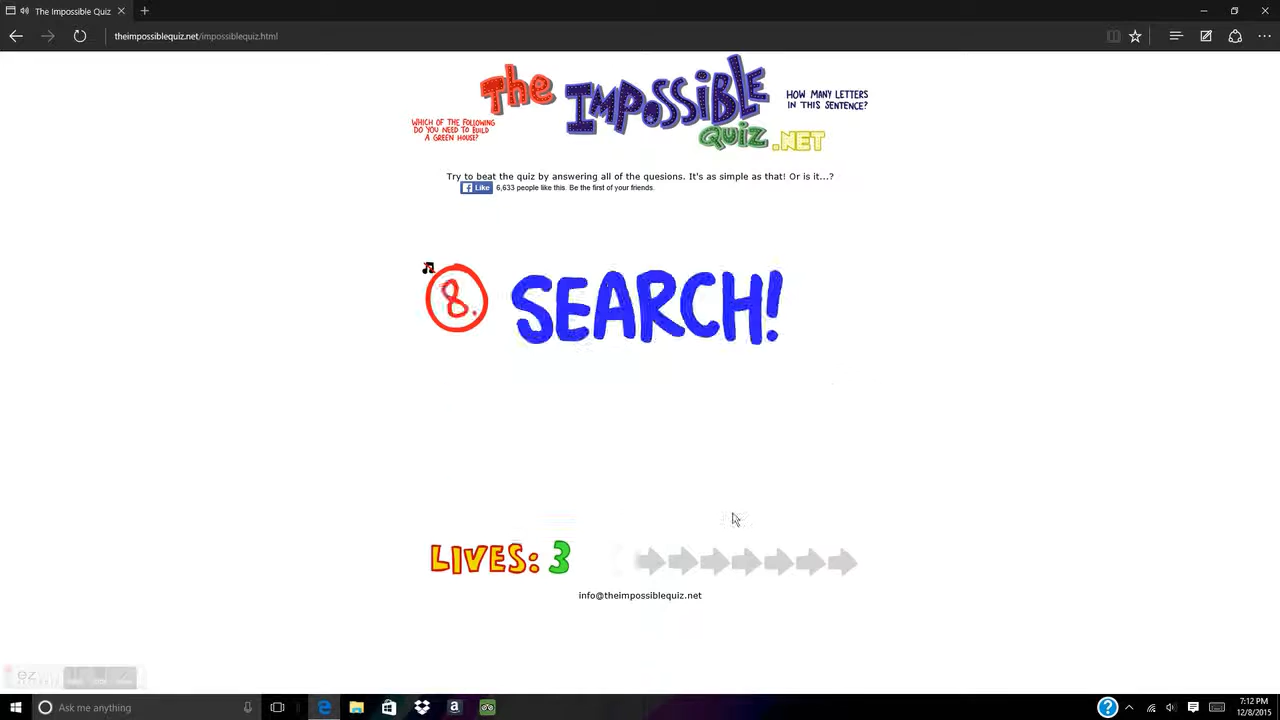 The Impossible Quiz
theimpossiblequiz.net/impossiblequiz.html
The IMPOSSIBLE
QUIZ .NET
WHICH OF THE FOLLOWING
DO YOU NEED TO BUILD
A GREEN HOUSE?
HOW MANY LETTERS
IN THIS SENTENCE?
Try to beat the quiz by answering all of the quesions. It's as simple as that! Or is it...?
f Like 6,633 people like this. Be the first of your friends.
8. SEARCH!
LIVES: 3
info@theimpossiblequiz.net
ez
Ask me anything
7:12 PM
12/8/2015